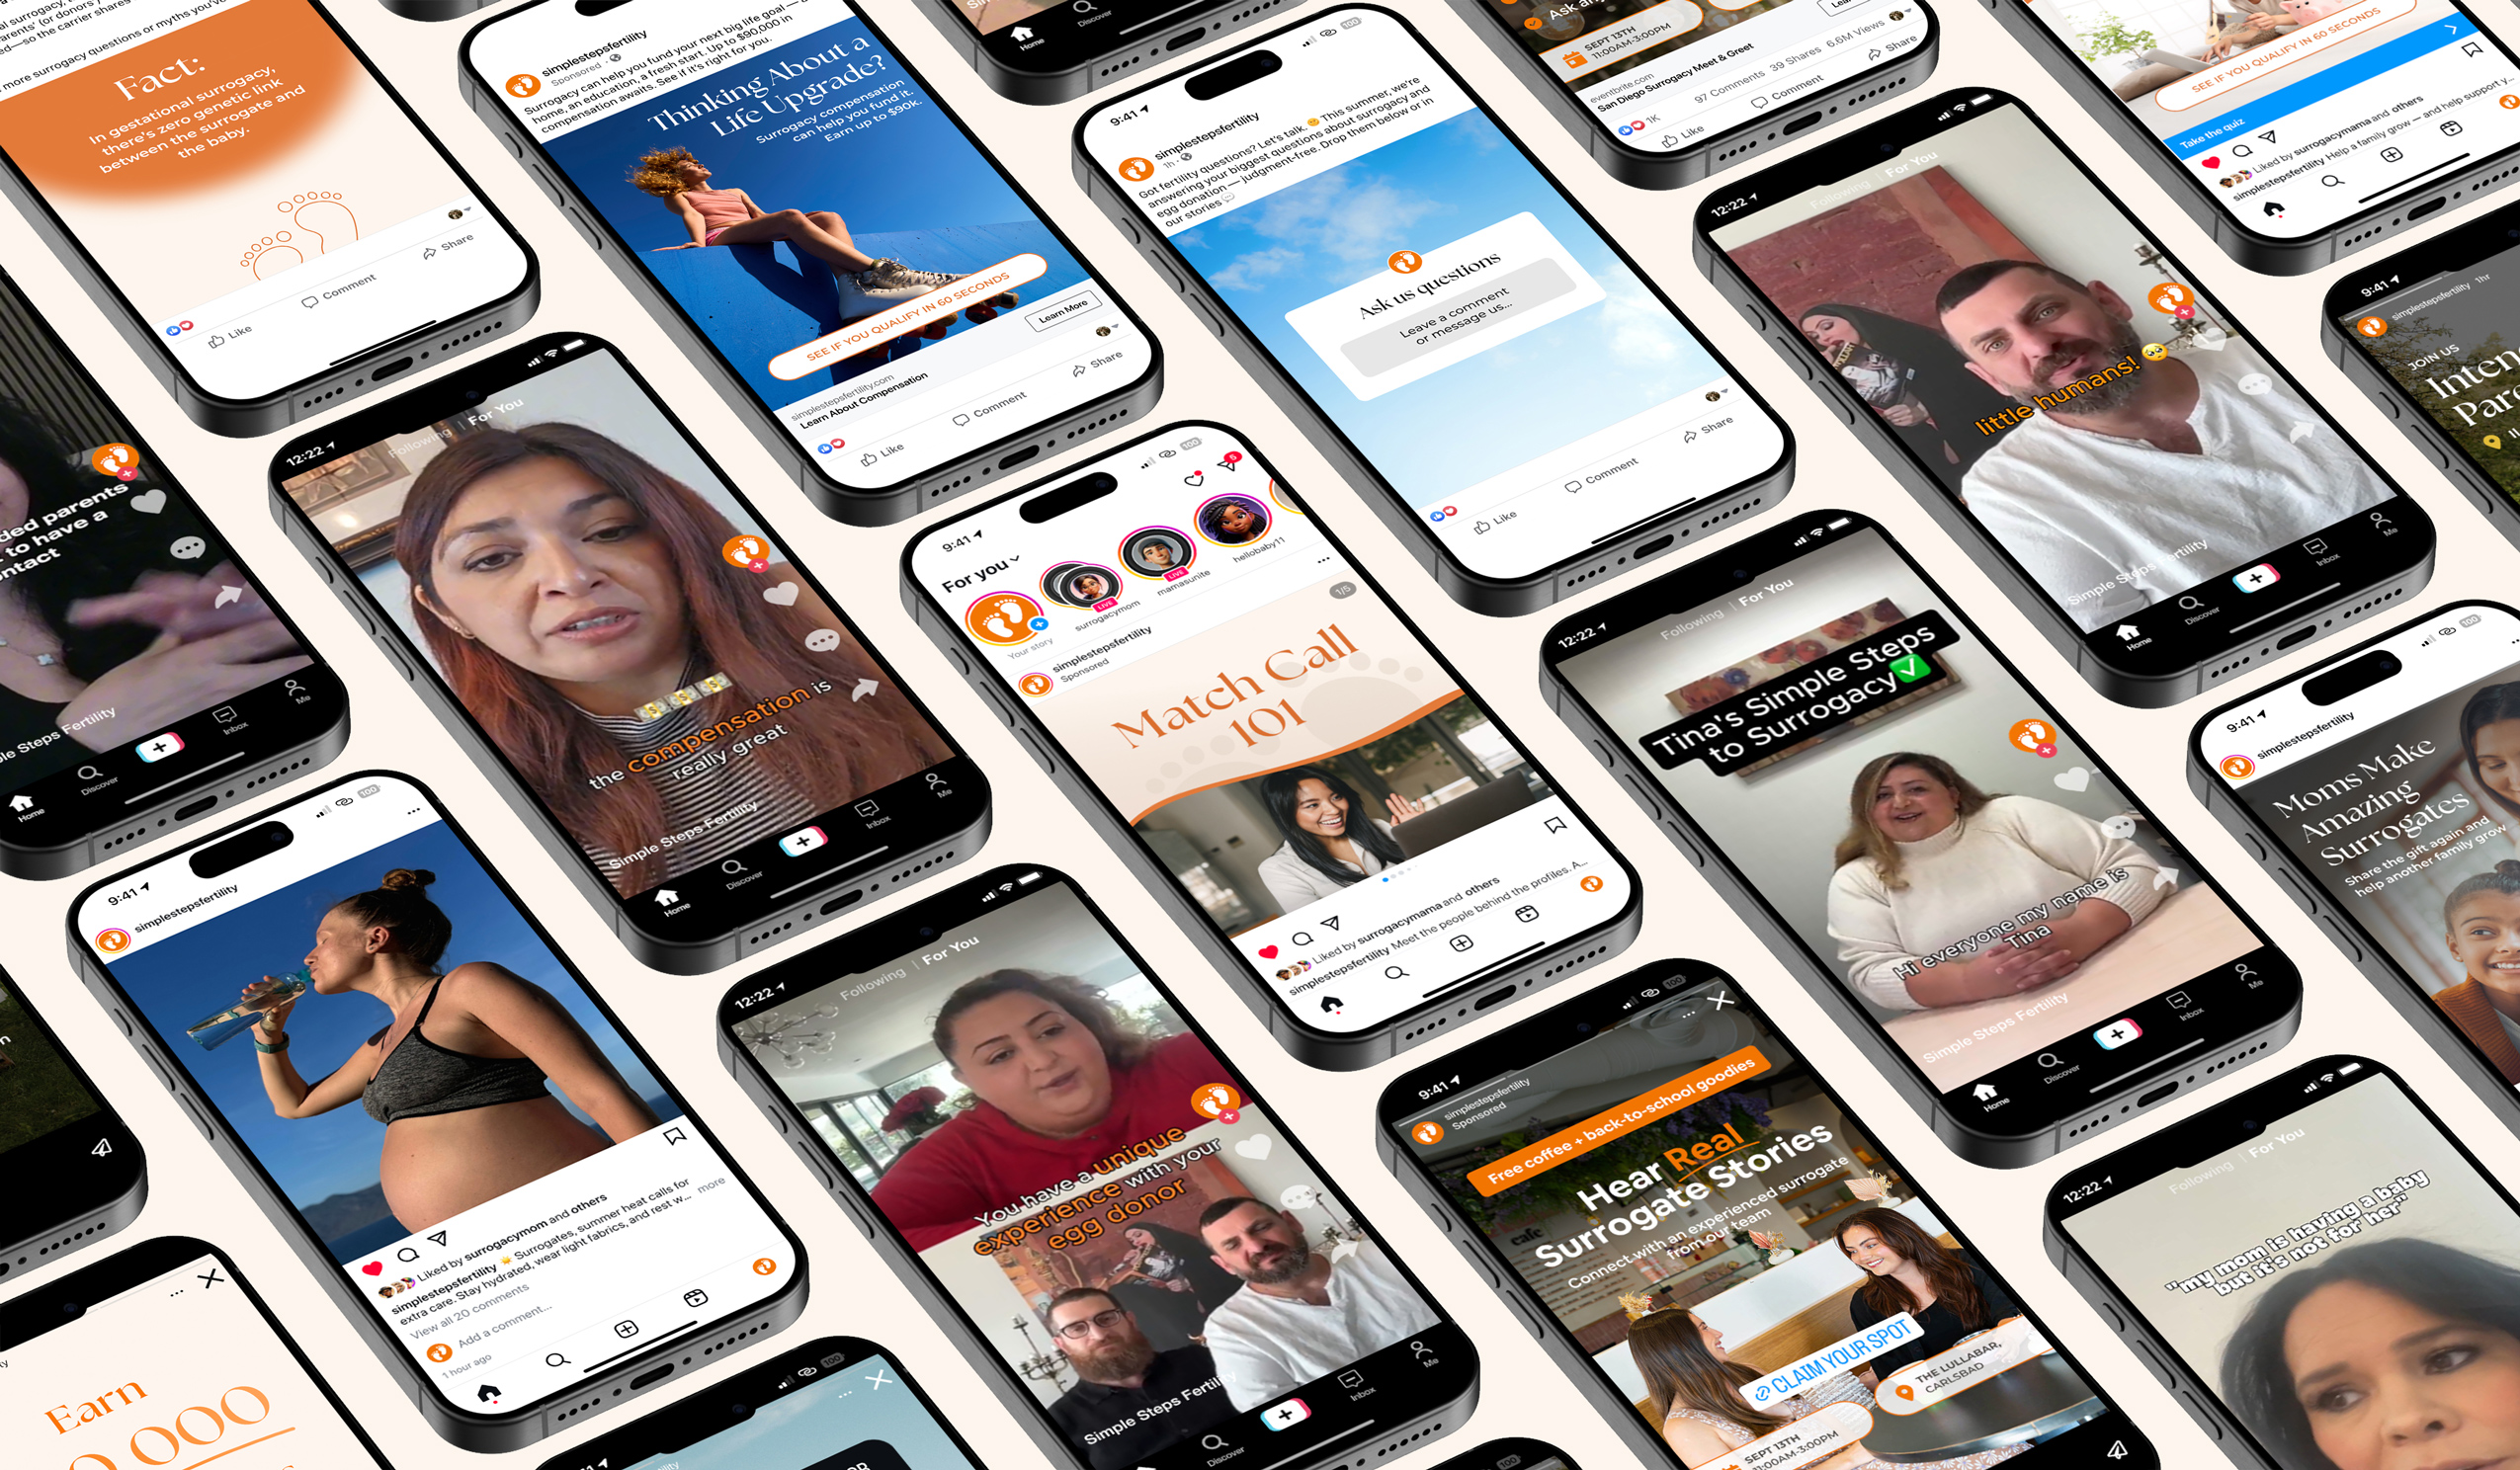 more surrogacy questions or myths you've
Fact:
In gestational surrogacy,
there's zero genetic link
between the surrogate and
the baby.
Like
Comment
Share
simplestepsfertility
Sponsored
Surrogacy can help you fund your next big life goal — a
home, an education, a fresh start. Up to $90,000 in
compensation awaits. See if it's right for you.
Thinking About a
Life Upgrade?
Surrogacy compensation
can help you fund it.
Earn up to $90k.
SEE IF YOU QUALIFY IN 60 SECONDS
simplestepsfertility.com
Learn About Compensation
Learn More
Like
Comment
Share
Home
Discover
9:41
simplestepsfertility
1h
Got fertility questions? Let's talk. 😊 This summer, we're
answering your biggest questions about surrogacy and
egg donation — judgment-free. Drop them below or in
our stories 💬
Ask us questions
Leave a comment
or message us...
Like
Comment
Share
SEPT 13TH
11:00AM-3:00PM
eventbrite.com
San Diego Surrogacy Meet & Greet
1K
97 Comments 39 Shares 6.6M Views
Like
Comment
Share
SEE IF YOU QUALIFY IN 60 SECONDS
Take the quiz
Liked by surrogacymama and others
simplestepsfertility Help a family grow — and help support y...
12:22
Following | For You
little humans! 🥺
Simple Steps Fertility
Home
Discover
Inbox
Me
9:41
simplestepsfertility 1hr
JOIN US
ded parents
to have a
ntact
ple Steps Fertility
Home
Discover
Inbox
Me
12:22
Following | For You
💵💵💵💵
the compensation is
really great
Simple Steps Fertility
Home
Discover
Inbox
Me
9:41
100
For you
5
Your story
LIVE
surrogacymom
LIVE
mamasunite
hellobaby11
simplestepsfertility
Sponsored
1/5
Match Call
101
Liked by surrogacymama and others
simplestepsfertility Meet the people behind the profiles. A...
12:22
Following | For You
Tina's Simple Steps
to Surrogacy✅
Hi everyone my name is
Tina
Simple Steps Fertility
Home
Discover
Inbox
Me
9:41
100
simplestepsfertility
Moms Make
Amazing
Surrogates
Share the gift again and
help another family grow
9:41
100
simplestepsfertility
Liked by surrogacymom and others
simplestepsfertility ☀️ Surrogates, summer heat calls for
extra care. Stay hydrated, wear light fabrics, and rest w... more
View all 20 comments
Add a comment...
1 hour ago
12:22
Following | For You
You have a unique
experience with your
egg donor
Simple Steps Fertility
Discover
Inbox
Me
9:41
100
simplestepsfertility
Sponsored
Free coffee + back-to-school goodies
Hear Real
Surrogate Stories
Connect with an experienced surrogate
from our team
cafe
CLAIM YOUR SPOT
THE LULLABAR,
CARLSBAD
SEPT 13TH
11:00AM-3:00PM
12:22
Following | For You
"my mom is having a baby
but it's not for her"
Earn
100